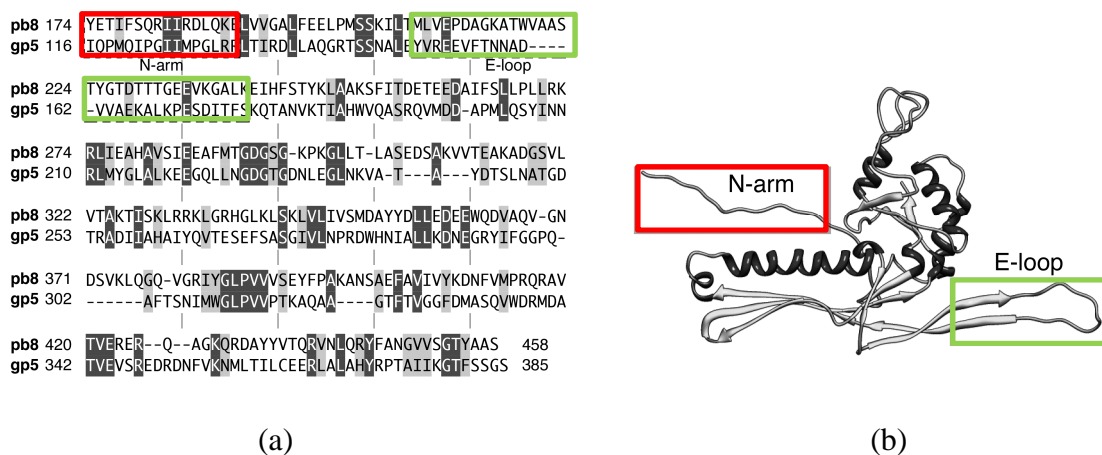 pb8 174 YETIFSQRIIRDLQKELVVGALFEELPMSSKILTMLVEPDAGKATWVAAS
gp5 116 IQPMQIPGIIMPGLRRLTIRDLLAQGRTSSNALEYVREEVFTNNAD----
N-arm E-loop
pb8 224 TYGTDTTTGEEVKGALKEIHFSTYKLAAKSFITDETEEDAIFSLLPLLRK
gp5 162 -VVAEKALKPESDITFSKQTANVKTIAHWVQASRQVMDD-APMLQSYINN
pb8 274 RLIEAHAVSIEEAFMTGDGSG-KPKGLLT-LASEDSAKVVTEAKADGSVL
gp5 210 RLMYGLALKEEGQLLNGDGTGDNLEGLNKVA-T---A---YDTSLNATGD
pb8 322 VTAKTISKLRRKLGRHGLKLSKLVLIVSMDAYYDLLEDEEWQDVAQV-GN
gp5 253 TRADIIAHAIYQVTESEFSASGIVLNPRDWHNIALLKDNEGRYIFGGPQ-
pb8 371 DSVKLQGQ-VGRIYGLPVVVSEYFPAKANSAEFAVIVYKDNFVMPRQRAV
gp5 302 ------AFTSNIMWGLPVVPTKAQAA----GTFTVGGFDMASQVWDRMDA
pb8 420 TVERER--Q--AGKQRDAYYVTQRVNLQRYFANGVVSGTYAAS 458
gp5 342 TVEVSREDRDNFVKNMLTILCEERLALAHYRPTAIIKGTFSSGS 385
(a)
N-arm
E-loop
(b)